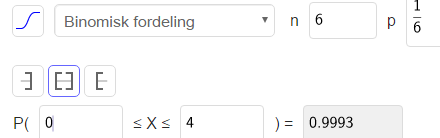 Binomisk fordeling n 6 p 1/6
P( 0 ≤ X ≤ 4 ) = 0.9993